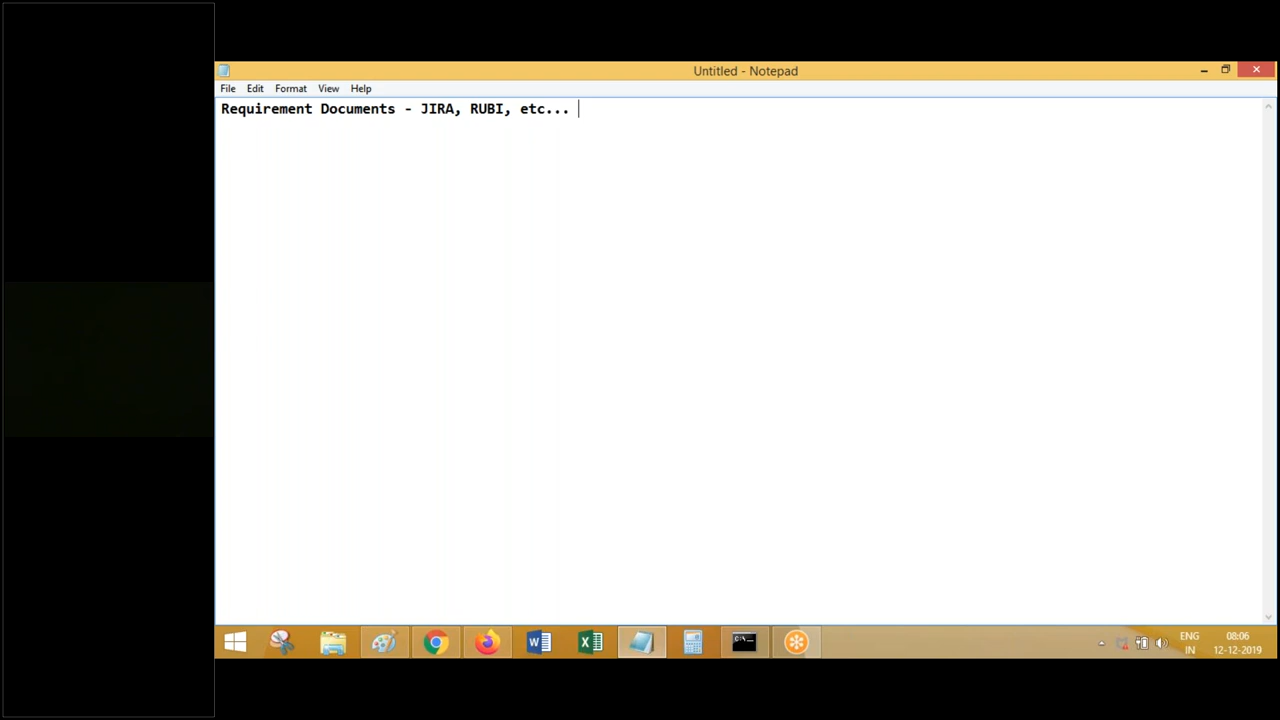 Untitled - Notepad
File Edit Format View Help
Requirement Documents - JIRA, RUBI, etc...
C:\_
ENG 08:06
IN 12-12-2019